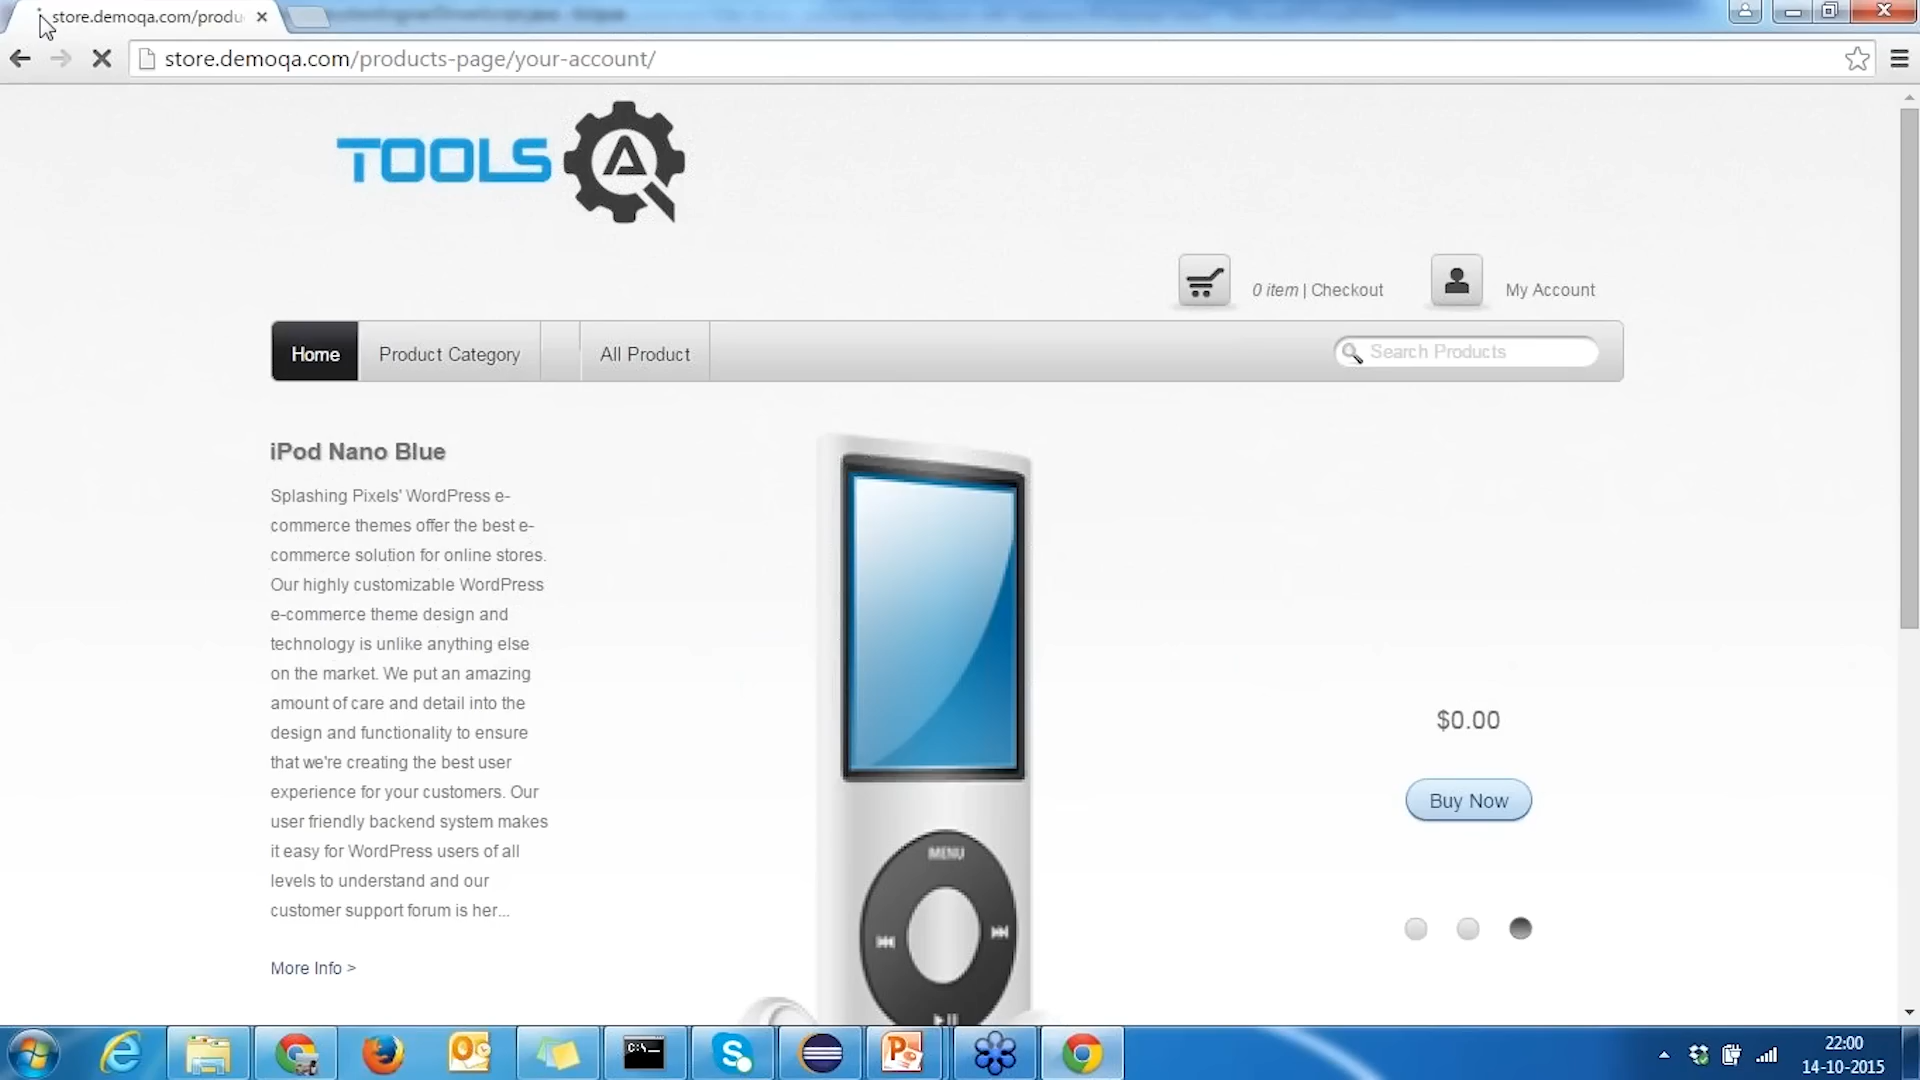 store.demoqa.com/produ
store.demoqa.com/products-page/your-account/
TOOLS
0 item | Checkout
My Account
Home
Product Category
All Product
Search Products
iPod Nano Blue
Splashing Pixels' WordPress e-
commerce themes offer the best e-
commerce solution for online stores.
Our highly customizable WordPress
e-commerce theme design and
technology is unlike anything else
on the market. We put an amazing
amount of care and detail into the
design and functionality to ensure
that we're creating the best user
experience for your customers. Our
user friendly backend system makes
it easy for WordPress users of all
levels to understand and our
customer support forum is her...
More Info >
MENU
$0.00
Buy Now
C:\
22:00
14-10-2015